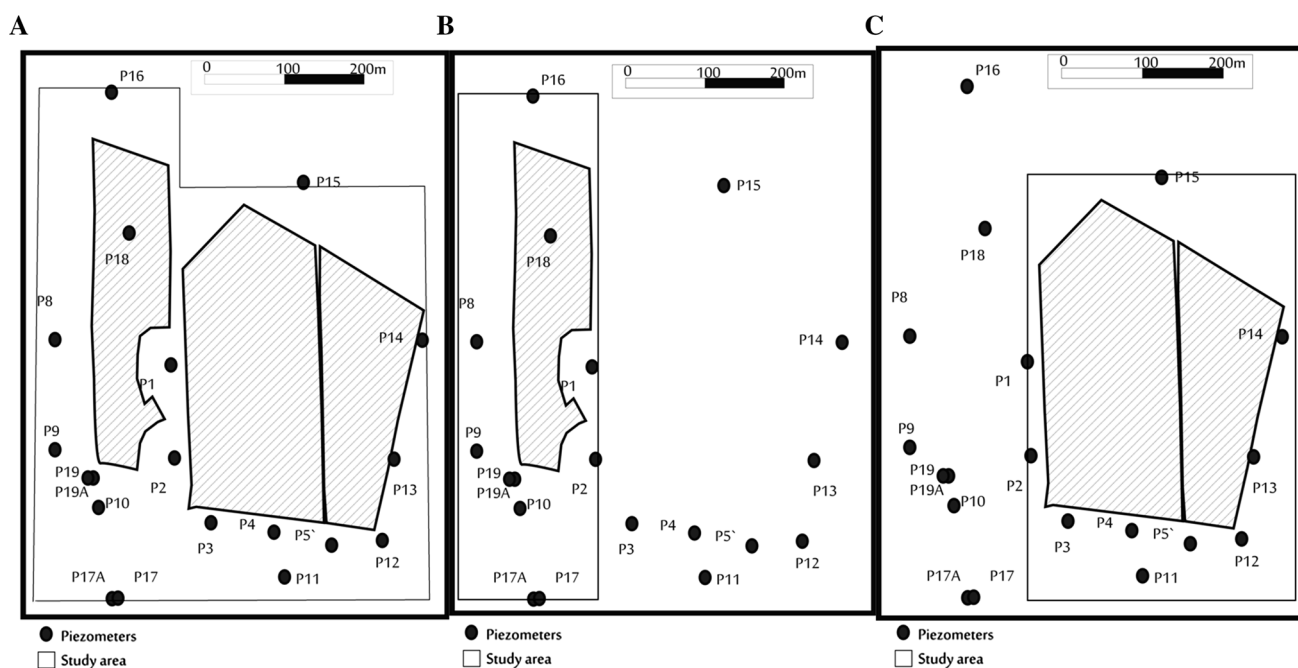 A
0 100 200m
P16
P15
P18
P8
P14
P1
P9
P19
P19A
P2
P13
P10
P4
P5`
P3
P12
P11
P17A P17
Piezometers
Study area
B
0 100 200m
P16
P15
P18
P8
P14
P1
P9
P19
P19A
P2
P13
P10
P4
P5`
P3
P12
P11
P17A P17
Piezometers
Study area
C
0 100 200m
P16
P15
P18
P8
P14
P1
P9
P19
P19A
P2
P13
P10
P4
P5`
P3
P12
P11
P17A P17
Piezometers
Study area